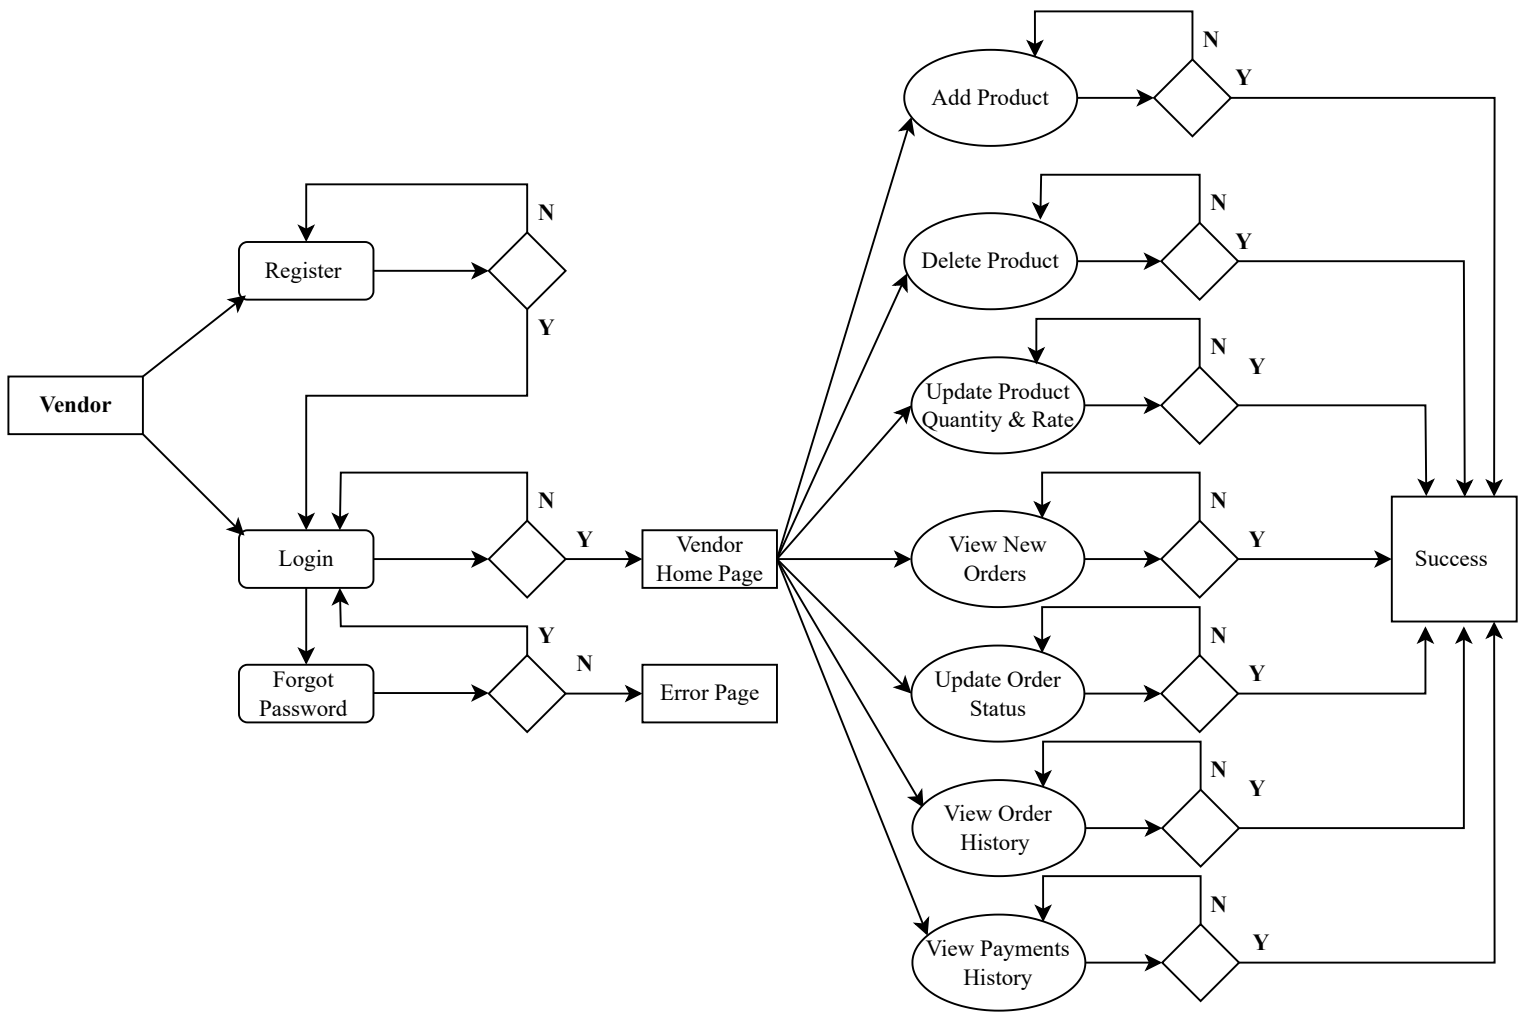 N
Y
Add Product
N
Y
Delete Product
N
Y
Register
N
Y
Update Product
Quantity & Rate
Vendor
N
Y
Login
N
Y
Vendor
Home Page
View New
Orders
N
Y
Success
Forgot
Password
Y
N
Error Page
Update Order
Status
N
Y
View Order
History
N
Y
View Payments
History
N
Y